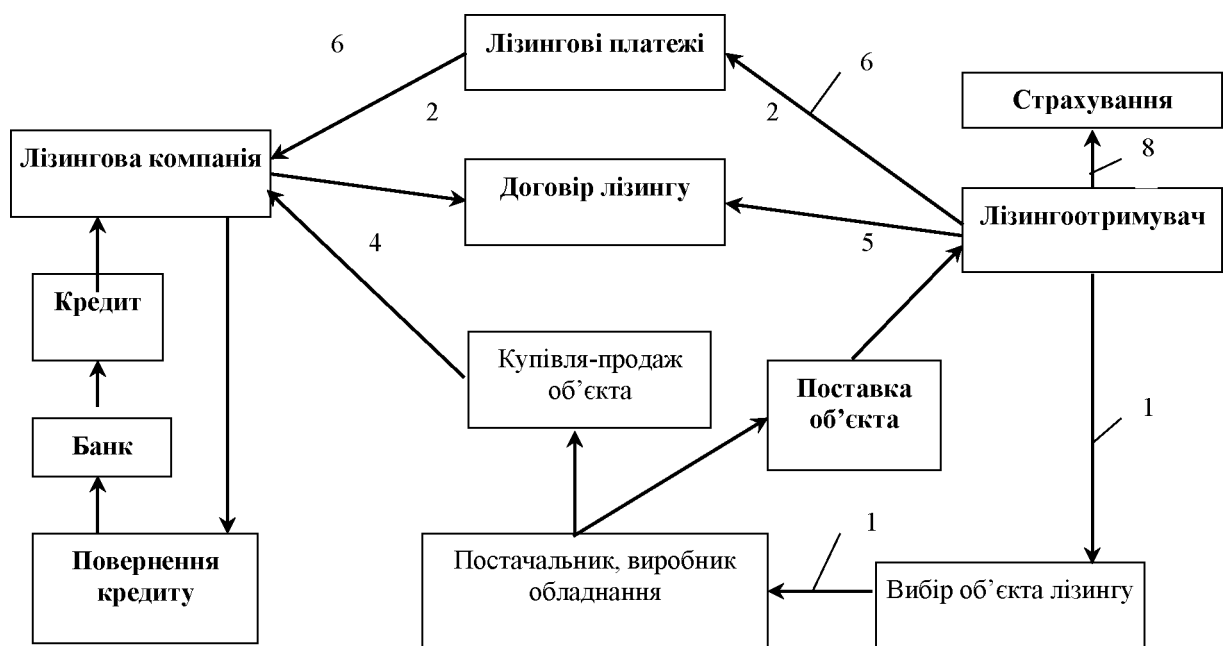 6
Лізингові платежі
6
2
2
Страхування
8
Лізингова компанія
Договір лізингу
Лізингоотримувач
4
5
Кредит
Купівля-продаж
об’єкта
Поставка
об’єкта
1
Банк
1
Повернення
кредиту
Постачальник, виробник
обладнання
Вибір об’єкта лізингу